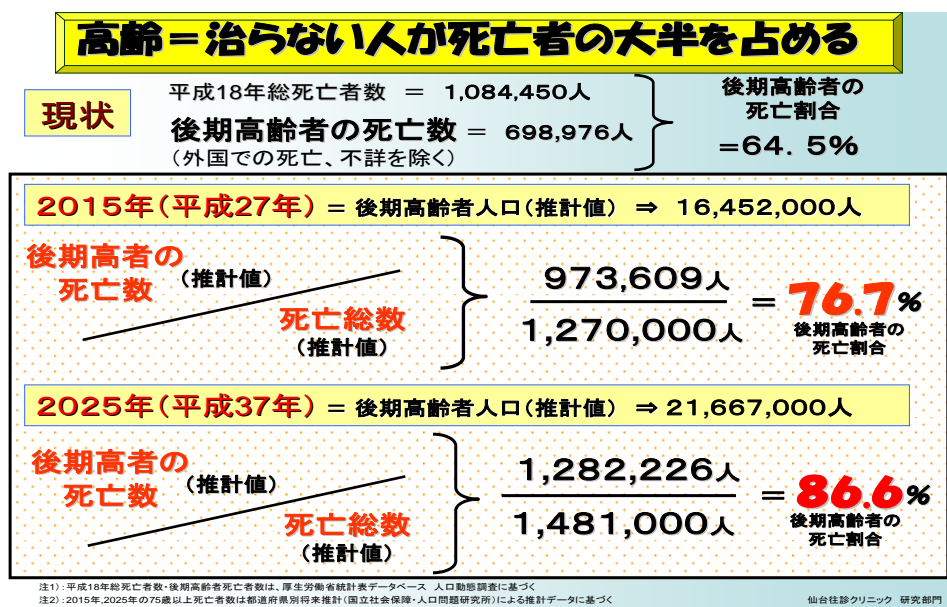 高齢＝治らない人が死亡者の大半を占める
現状
平成18年総死亡者数 ＝ 1,084,450人
後期高齢者の死亡数＝ 698,976人
（外国での死亡、不詳を除く）
後期高齢者の
死亡割合
＝64．5%
2015年（平成27年）＝後期高齢者人口（推計値） ⇒ 16,452,000人
後期高者の
死亡数
（推計値）
死亡総数
（推計値）
973,609人
1,270,000人
＝ 76.7%
後期高齢者の
死亡割合
2025年（平成37年）＝後期高齢者人口（推計値） ⇒21,667,000人
後期高者の
死亡数
（推計値）
死亡総数
（推計値）
1,282,226人
1,481,000人
＝ 86.6%
後期高齢者の
死亡割合
注1）：平成18年総死亡者数・後期高齢者死亡者数は、厚生労働省統計表データベース 人口動態調査に基づく
注2）：2015年,2025年の75歳以上死亡者数は都道府県別将来推計（国立社会保障・人口問題研究所）による推計データに基づく
仙台往診クリニック 研究部門